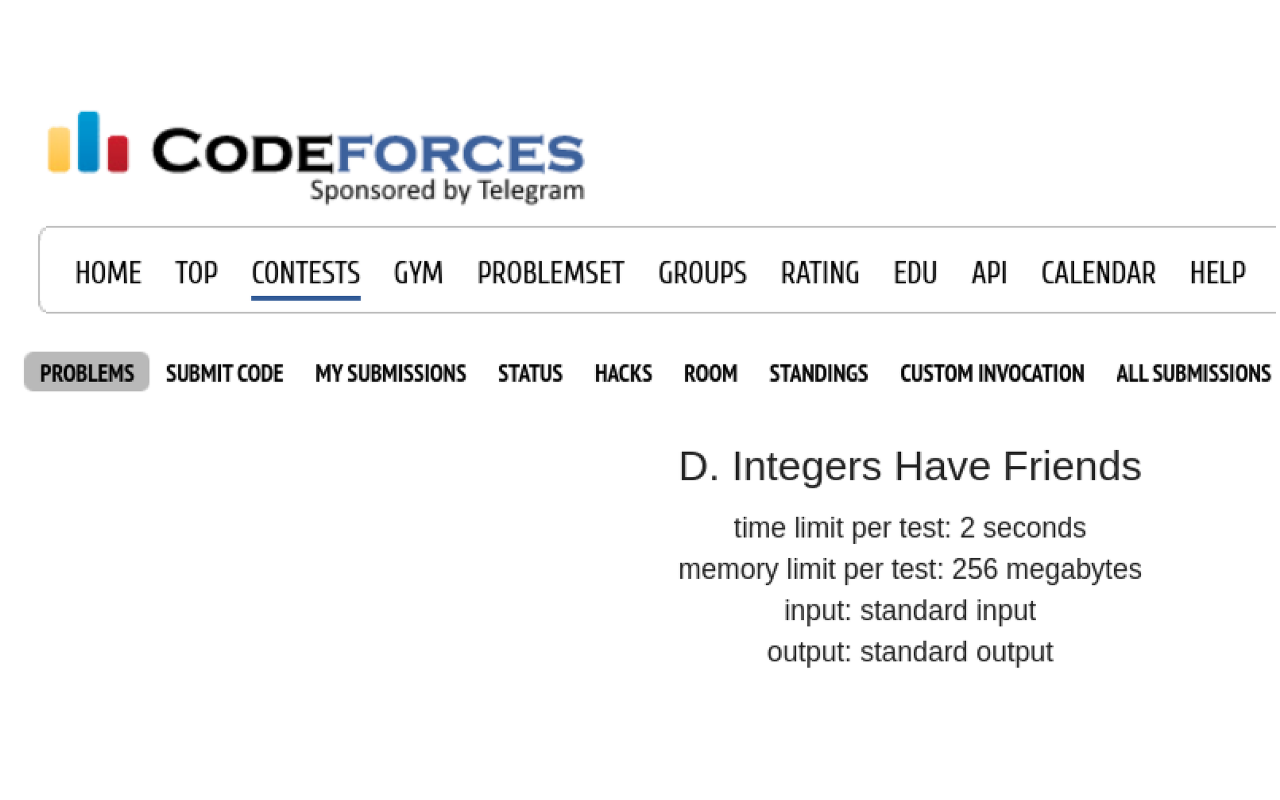 CODEFORCES
Sponsored by Telegram
HOME TOP CONTESTS GYM PROBLEMSET GROUPS RATING EDU API CALENDAR HELP
PROBLEMS SUBMIT CODE MY SUBMISSIONS STATUS HACKS ROOM STANDINGS CUSTOM INVOCATION ALL SUBMISSIONS
D. Integers Have Friends
time limit per test: 2 seconds
memory limit per test: 256 megabytes
input: standard input
output: standard output